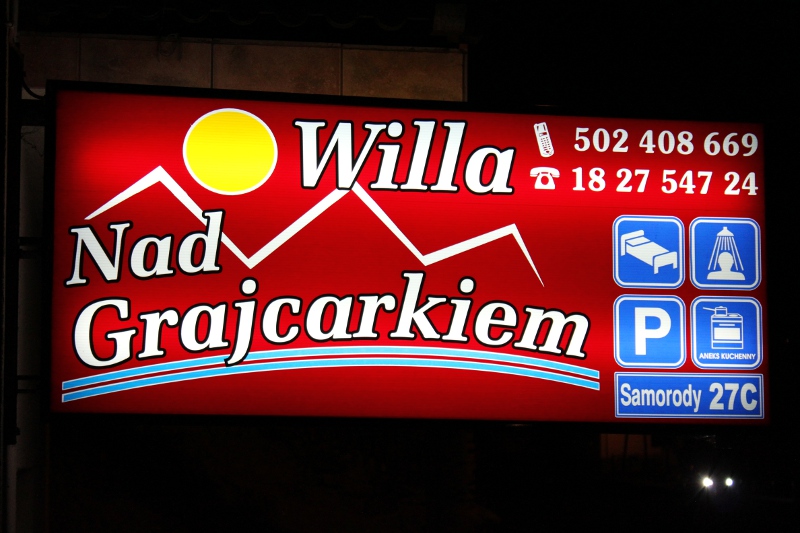 Willa
Nad
Grajcarkiem
502 408 669
18 27 547 24
P
ANEKS KUCHENNY
Samorody 27C